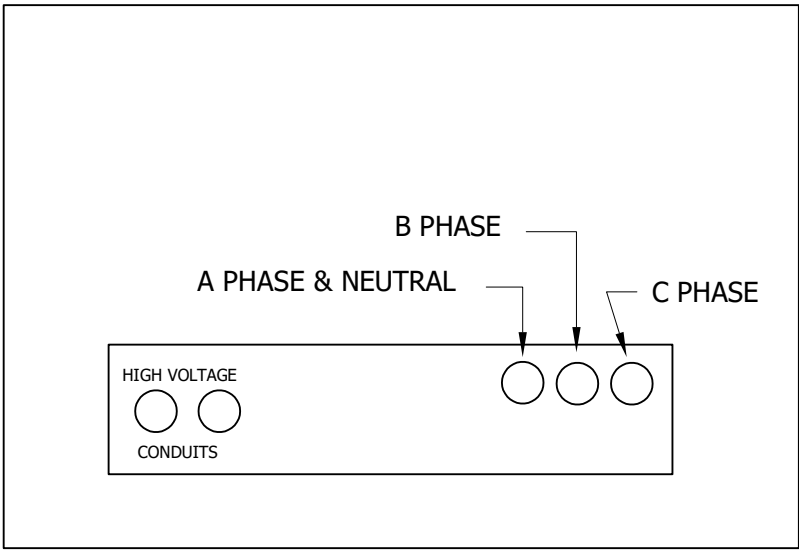 B PHASE
A PHASE & NEUTRAL
C PHASE
HIGH VOLTAGE
CONDUITS